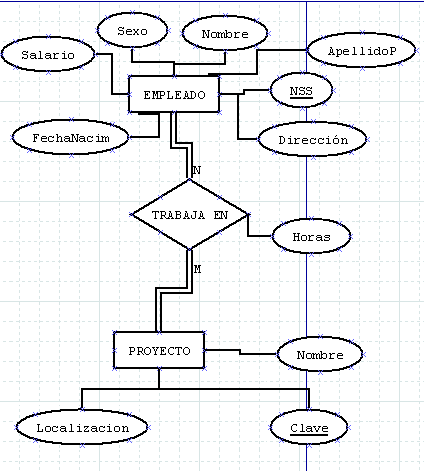 Sexo
Nombre
Salario
ApellidoP
EMPLEADO
NSS
FechaNacim
Dirección
N
TRABAJA EN
Horas
M
PROYECTO
Nombre
Localizacion
Clave